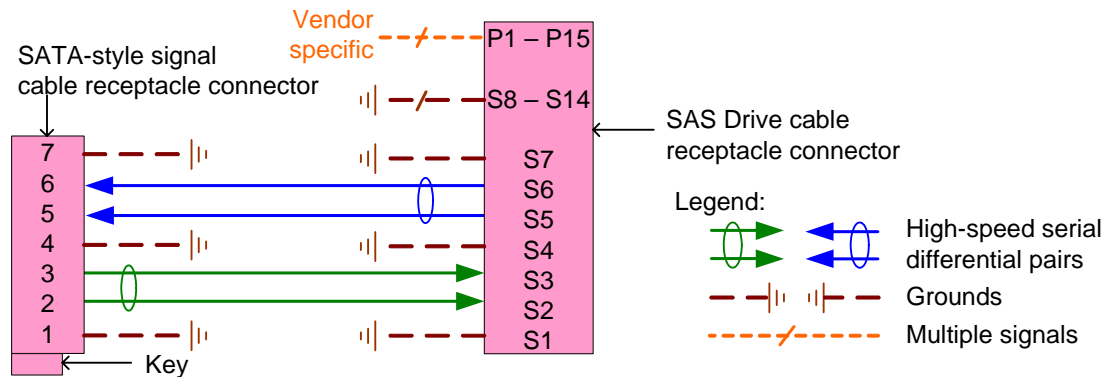 Vendor
specific
P1 – P15
SATA-style signal
cable receptacle connector
S8 – S14
SAS Drive cable
receptacle connector
7
6
5
4
3
2
1
S7
S6
S5
S4
S3
S2
S1
Key
Legend:
High-speed serial
differential pairs
Grounds
Multiple signals